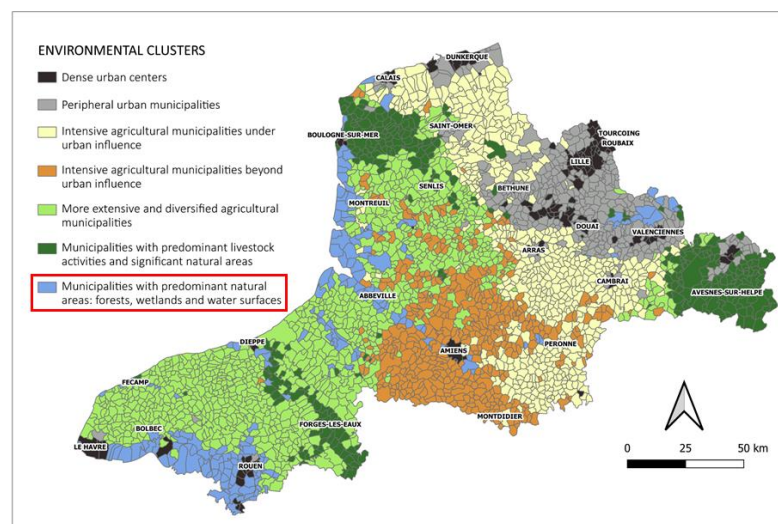 ENVIRONMENTAL CLUSTERS
Dense urban centers
Peripheral urban municipalities
Intensive agricultural municipalities under
urban influence
Intensive agricultural municipalities beyond
urban influence
More extensive and diversified agricultural
municipalities
Municipalities with predominant livestock
activities and significant natural areas
Municipalities with predominant natural
areas: forests, wetlands and water surfaces
DUNKERQUE
CALAIS
SAINT-OMER
BOULOGNE-SUR-MER
TOURCOING
ROUBAIX
LILLE
BETHUNE
SENLIS
MONTREUIL
DOUAI
VALENCIENNES
ARRAS
CAMBRAI
AVESNES-SUR-HELPE
ABBEVILLE
DIEPPE
AMIENS
PERONNE
FECAMP
MONTDIDIER
BOLBEC
FORGES-LES-EAUX
LE HAVRE
ROUEN
0 25 50 km